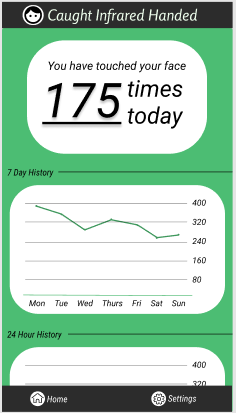 Caught Infrared Handed
You have touched your face
175 times today
7 Day History
400
320
240
160
80
Mon Tue Wed Thurs Fri Sat Sun
24 Hour History
400
320
Home Settings